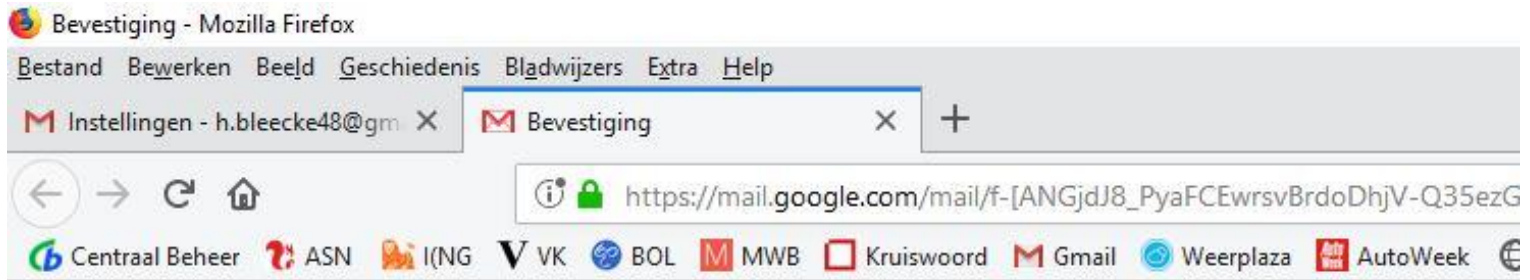 Bevestiging - Mozilla Firefox
Bestand Bewerken Beeld Geschiedenis Bladwijzers Extra Help
Instellingen - h.bleecke48@gm Bevestiging
https://mail.google.com/mail/f-[ANGjdJ8_PyaFCEwrsvBrdoDhjV-Q35ezG
Centraal Beheer ASN I(NG VK BOL MWB Kruiswoord Gmail Weerplaza AutoWeek